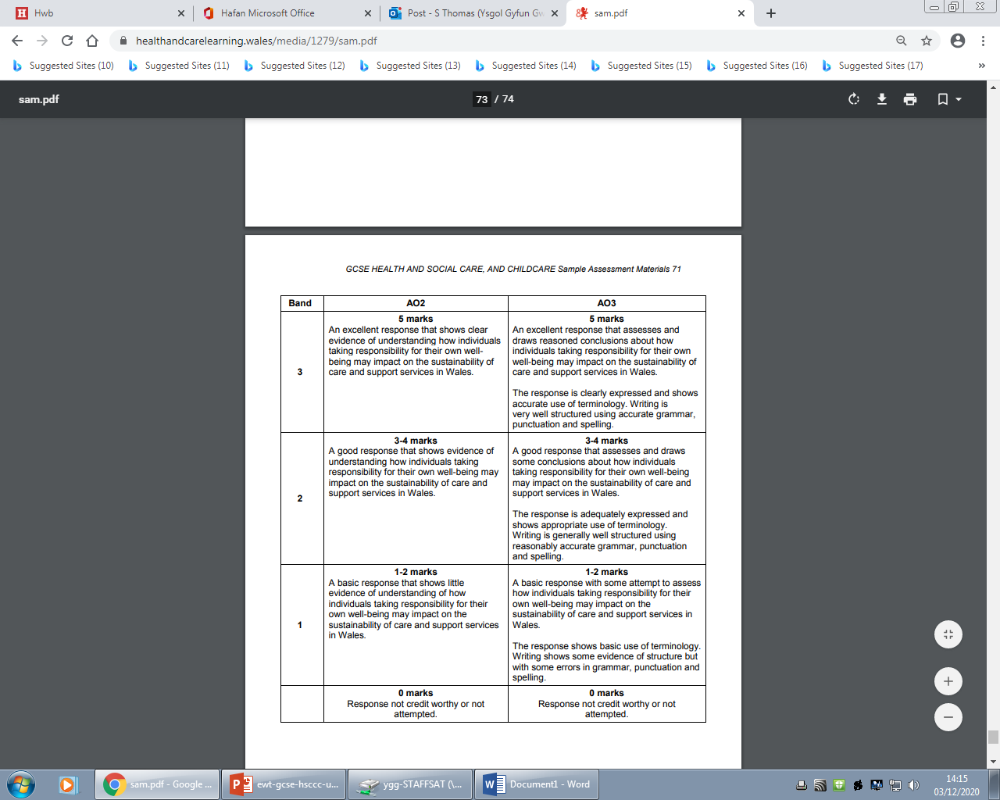 Hwb
Hafan Microsoft Office
Post - S Thomas (Ysgol Gyfun Gw
sam.pdf
healthandcarelearning.wales/media/1279/sam.pdf
Suggested Sites (10)
Suggested Sites (11)
Suggested Sites (12)
Suggested Sites (13)
Suggested Sites (14)
Suggested Sites (15)
Suggested Sites (16)
Suggested Sites (17)
»
sam.pdf
73 / 74
GCSE HEALTH AND SOCIAL CARE, AND CHILDCARE Sample Assessment Materials 71
Band
AO2
AO3
3
5 marks
An excellent response that shows clear
evidence of understanding how individuals
taking responsibility for their own well-
being may impact on the sustainability of
care and support services in Wales.
5 marks
An excellent response that assesses and
draws reasoned conclusions about how
individuals taking responsibility for their own
well-being may impact on the sustainability of
care and support services in Wales.
The response is clearly expressed and shows
accurate use of terminology. Writing is
very well structured using accurate grammar,
punctuation and spelling.
2
3-4 marks
A good response that shows evidence of
understanding how individuals taking
responsibility for their own well-being may
impact on the sustainability of care and
support services in Wales.
3-4 marks
A good response that assesses and draws
some conclusions about how individuals
taking responsibility for their own well-being
may impact on the sustainability of care and
support services in Wales.
The response is adequately expressed and
shows appropriate use of terminology.
Writing is generally well structured using
reasonably accurate grammar, punctuation
and spelling.
1
1-2 marks
A basic response that shows little
evidence of understanding of how
individuals taking responsibility for their
own well-being may impact on the
sustainability of care and support services
in Wales.
1-2 marks
A basic response with some attempt to assess
how individuals taking responsibility for their
own well-being may impact on the
sustainability of care and support services in
Wales.
The response shows basic use of terminology.
Writing shows some evidence of structure but
with some errors in grammar, punctuation and
spelling.
0 marks
Response not credit worthy or not
attempted.
0 marks
Response not credit worthy or not
attempted.
sam.pdf - Google ...
ewt-gcse-hsccc-u...
ygg-STAFFSAT (\...
Document1 - Word
14:15
03/12/2020